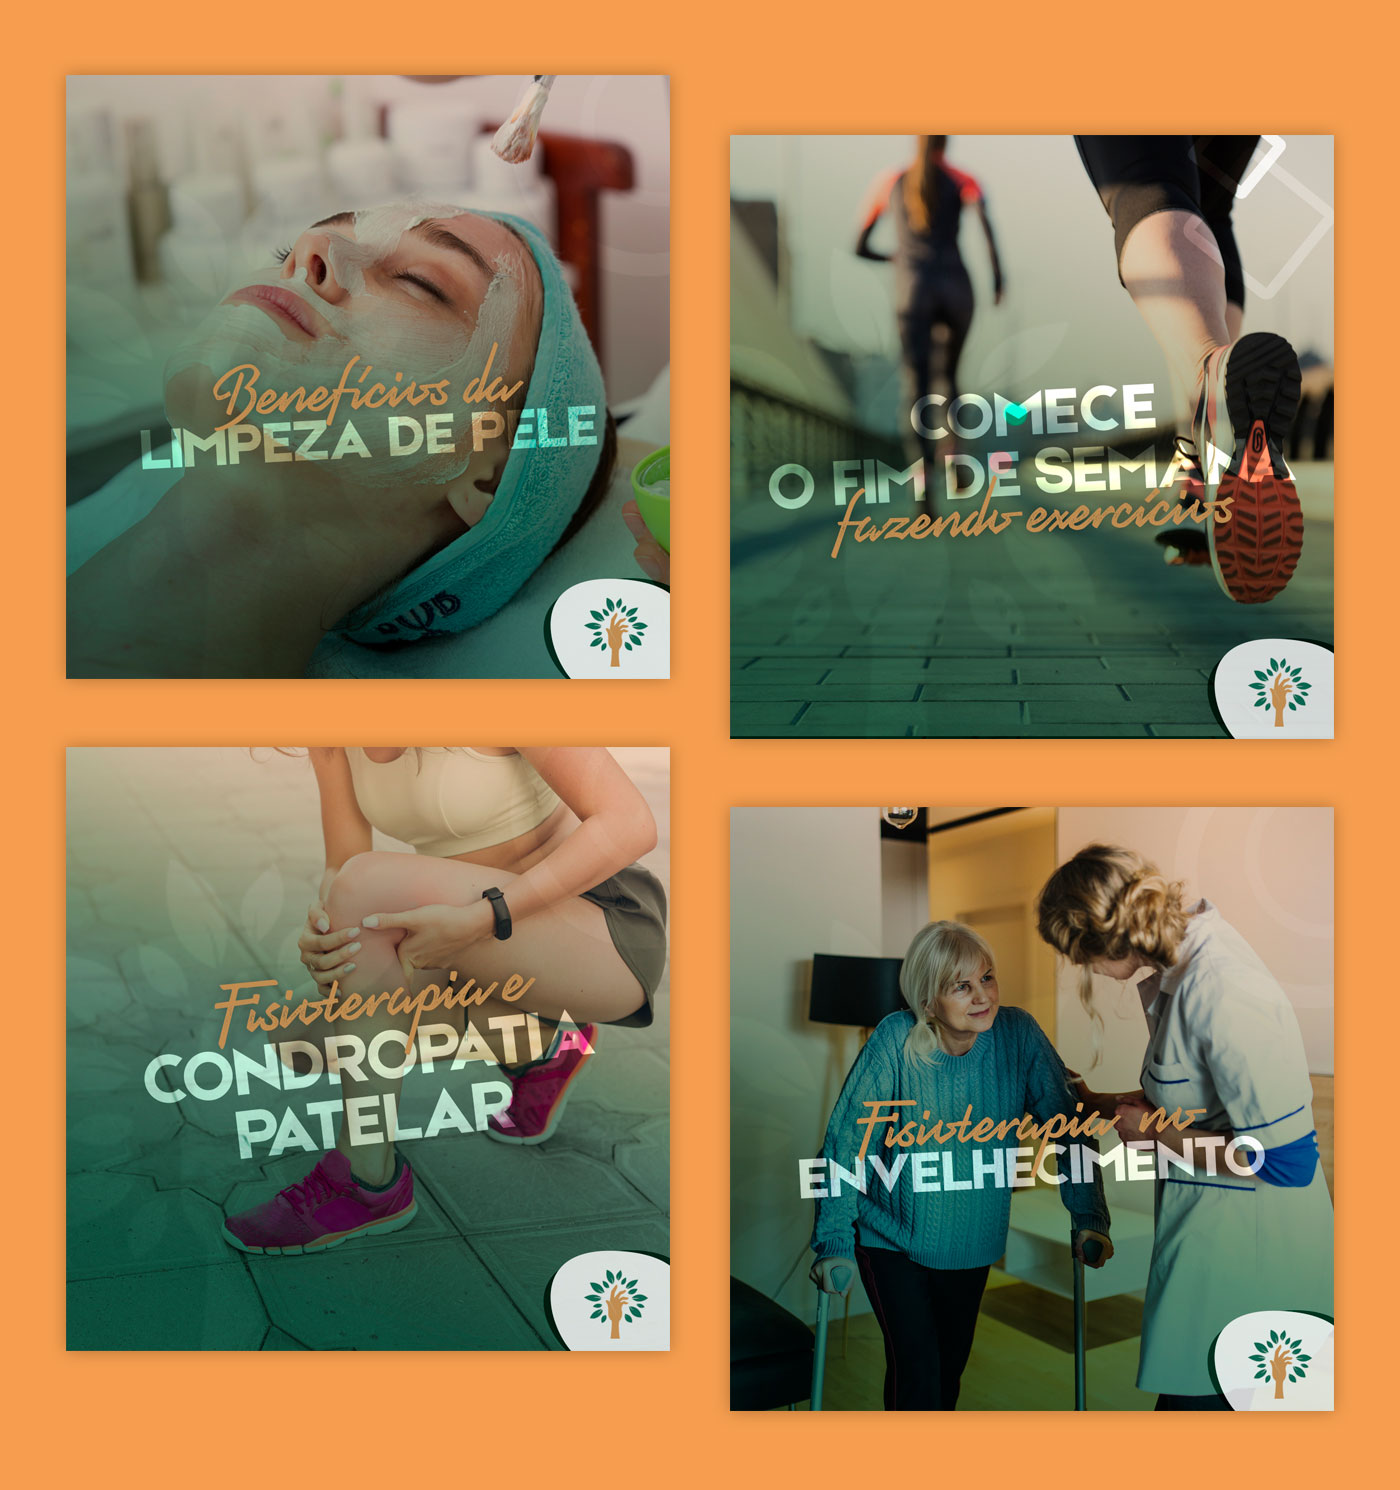 Benefícios da
LIMPEZA DE PELE
COMECE
O FIM DE SEMANA
fazendo exercícios
Fisioterapia e
CONDROPATIA
PATELAR
Fisioterapia no
ENVELHECIMENTO